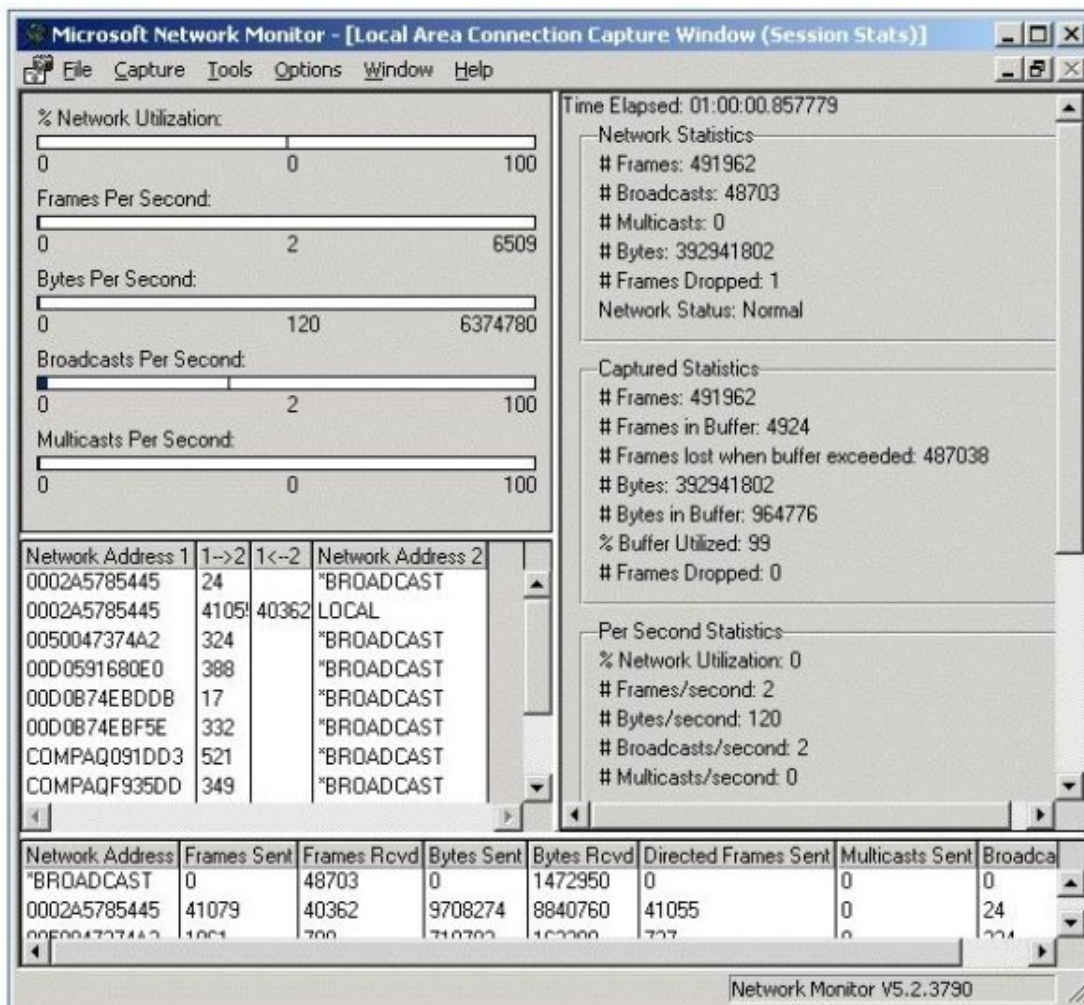 Microsoft Network Monitor - [Local Area Connection Capture Window (Session Stats)]
File Capture Tools Options Window Help
% Network Utilization:
0 0 100
Frames Per Second:
0 2 6509
Bytes Per Second:
0 120 6374780
Broadcasts Per Second:
0 2 100
Multicasts Per Second:
0 0 100
Time Elapsed: 01:00:00.857779
Network Statistics
# Frames: 491962
# Broadcasts: 48703
# Multicasts: 0
# Bytes: 392941802
# Frames Dropped: 1
Network Status: Normal
Captured Statistics
# Frames: 491962
# Frames in Buffer: 4924
# Frames lost when buffer exceeded: 487038
# Bytes: 392941802
# Bytes in Buffer: 964776
% Buffer Utilized: 99
# Frames Dropped: 0
Per Second Statistics
% Network Utilization: 0
# Frames/second: 2
# Bytes/second: 120
# Broadcasts/second: 2
# Multicasts/second: 0
Network Address 1 1-->2 1<--2 Network Address 2
0002A5785445 24 *BROADCAST
0002A5785445 4105 40362 LOCAL
0050047374A2 324 *BROADCAST
00D0591680E0 388 *BROADCAST
00D0B74EBDDB 17 *BROADCAST
00D0B74EBF5E 332 *BROADCAST
COMPAQ091DD3 521 *BROADCAST
COMPAQF935DD 349 *BROADCAST
Network Address Frames Sent Frames Rcvd Bytes Sent Bytes Rcvd Directed Frames Sent Multicasts Sent Broadca
*BROADCAST 0 48703 0 1472950 0 0 0
0002A5785445 41079 40362 9708274 8840760 41055 0 24
Network Monitor V5.2.3790